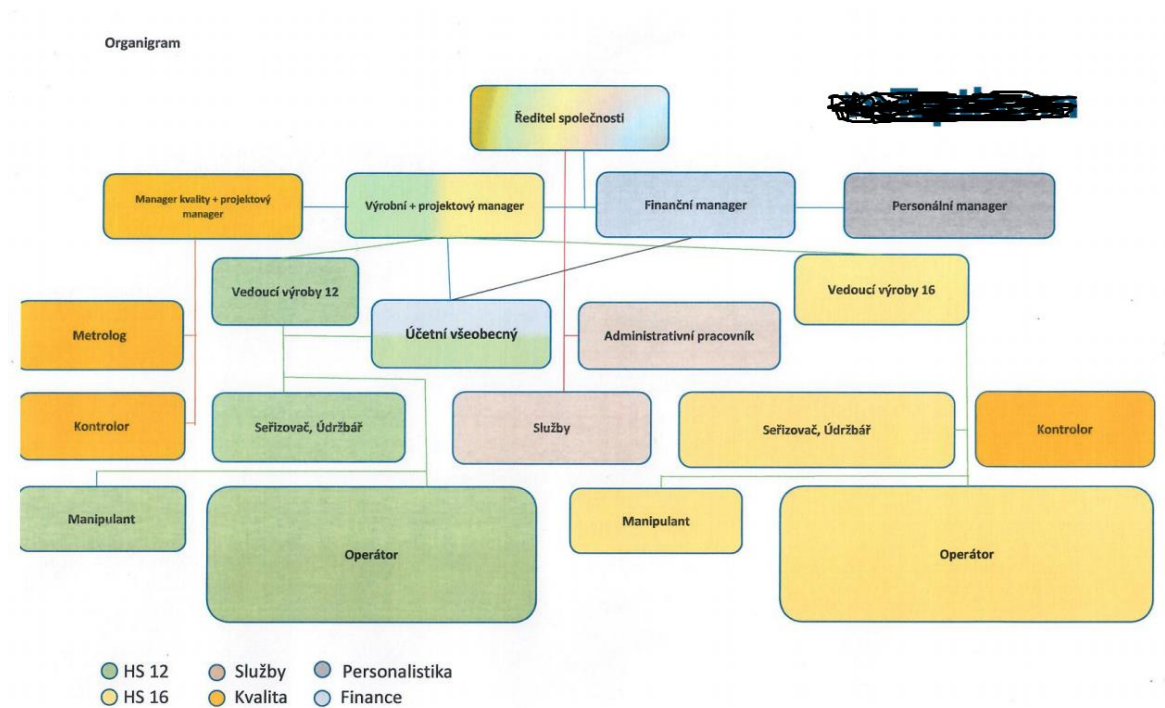 Organigram
Ředitel společnosti
Manager kvality + projektový
manager
Výrobní + projektový manager
Finanční manager
Personální manager
Vedoucí výroby 12
Vedoucí výroby 16
Metrolog
Účetní všeobecný
Administrativní pracovník
Kontrolor
Seřizovač, Údržbář
Služby
Seřizovač, Údržbář
Kontrolor
Manipulant
Operátor
Manipulant
Operátor
HS 12
Služby
Personalistika
HS 16
Kvalita
Finance